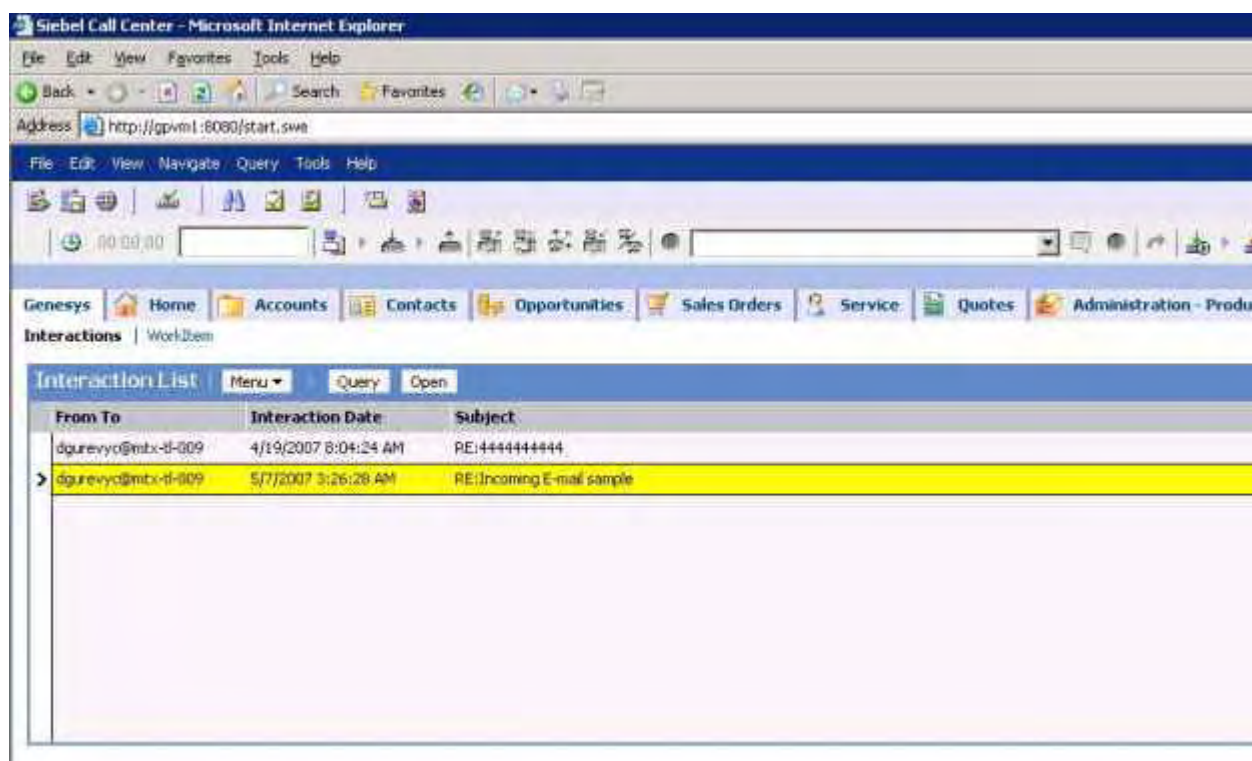 Siebel Call Center - Microsoft Internet Explorer
File Edit View Favorites Tools Help
Back Search Favorites
Address http://gpvm1:8080/start.swe
File Edit View Navigate Query Tools Help
00:00:00
Genesys Home Accounts Contacts Opportunities Sales Orders Service Quotes Administration - Produ
Interactions | WorkItem
Interaction List Menu Query Open
From To Interaction Date Subject
dgurevyc@mtx-tl-009 4/19/2007 8:04:24 AM RE:4444444444
dgurevyc@mtx-tl-009 5/7/2007 3:26:28 AM RE:Incoming E-mail sample